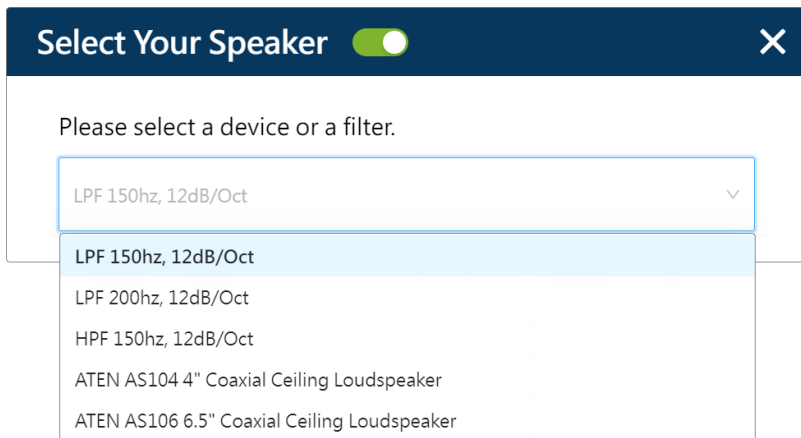 Select Your Speaker
Please select a device or a filter.
LPF 150hz, 12dB/Oct
LPF 150hz, 12dB/Oct
LPF 200hz, 12dB/Oct
HPF 150hz, 12dB/Oct
ATEN AS104 4" Coaxial Ceiling Loudspeaker
ATEN AS106 6.5" Coaxial Ceiling Loudspeaker